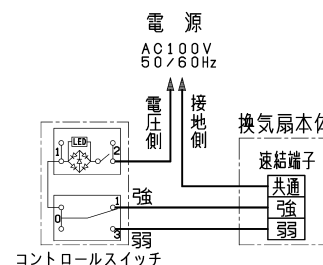 電源
AC100V
50/60Hz
電圧側
接地側
換気扇本体
速結端子
共通
強
弱
LED
1
2
強
0
1
3
弱
コントロールスイッチ